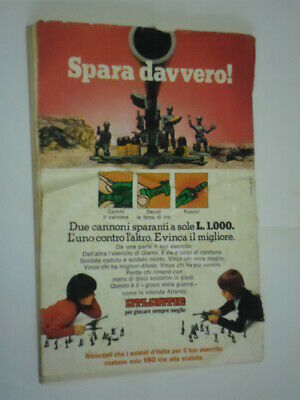 Spara davvero!
Carichi
il cannone
Decidi
la forza di tiro
Fuoco!
Due cannoni sparanti a sole L.1.000.
L'uno contro l'altro. E vinca il migliore.
Da una parte il tuo esercito.
Dall'altra l'esercito di Gianni. E via e colpi di cannone.
Soldato caduto è soldato morto. Vince chi mira meglio.
Vince chi ha migliori difese. Vince chi ha più uomini.
Perde chi rimane con
meno di dieci soldatini in piedi.
Questo è il « gioco della guerra »
come lo intende Atlantic.
ATLANTIC
per giocare sempre meglio
Ricordati che i soldati d'Italia per il tuo esercito
costano solo 150 lire alla scatola.